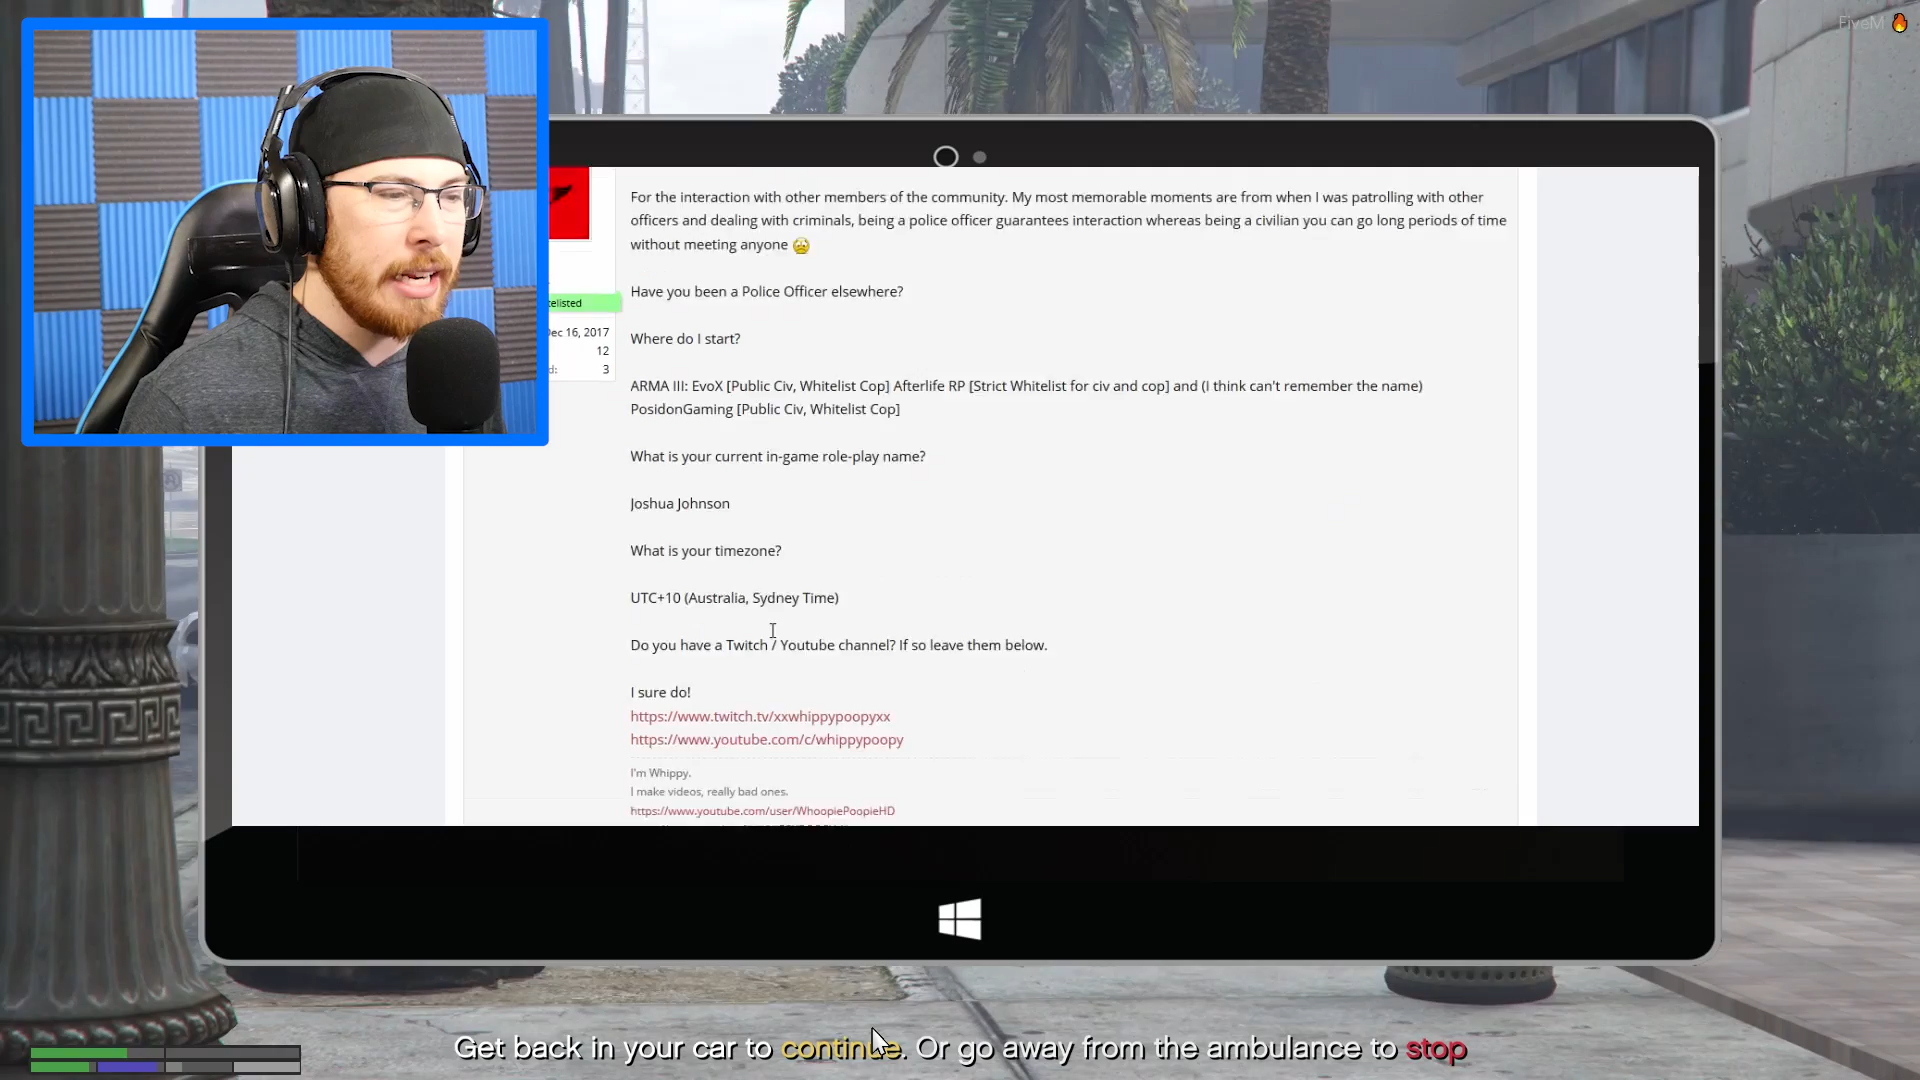 FiveM
For the interaction with other members of the community. My most memorable moments are from when I was patrolling with other
officers and dealing with criminals, being a police officer guarantees interaction whereas being a civilian you can go long periods of time
without meeting anyone
Have you been a Police Officer elsewhere?
telisted
Dec 16, 2017
Where do I start?
12
d: 3
ARMA III: EvoX [Public Civ, Whitelist Cop] Afterlife RP [Strict Whitelist for civ and cop] and (I think can't remember the name)
PosidonGaming [Public Civ, Whitelist Cop]
What is your current in-game role-play name?
Joshua Johnson
What is your timezone?
UTC+10 (Australia, Sydney Time)
Do you have a Twitch / Youtube channel? If so leave them below.
I sure do!
https://www.twitch.tv/xxwhippypoopyxx
https://www.youtube.com/c/whippypoopy
I'm Whippy.
I make videos, really bad ones.
https://www.youtube.com/user/WhoopiePoopieHD
Get back in your car to continue. Or go away from the ambulance to stop